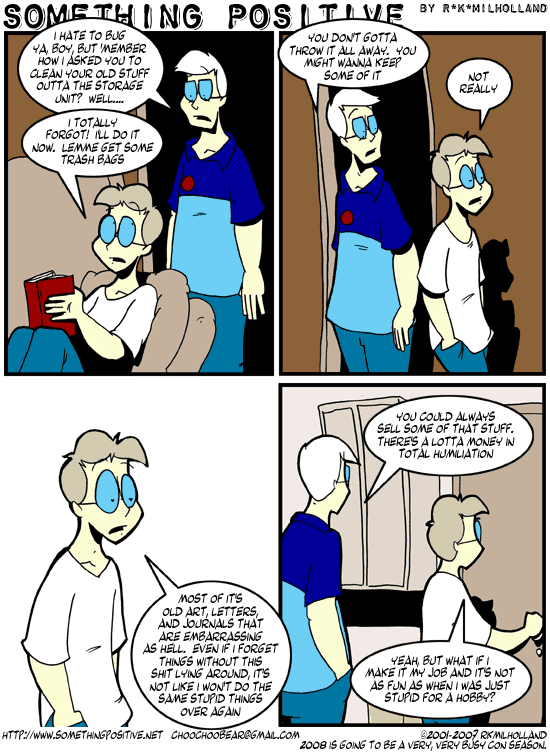 SOMETHING POSITIVE BY R*K*MILHOLLAND
I HATE TO BUG
YA, BOY, BUT 'MEMBER
HOW I ASKED YOU TO
CLEAN YOUR OLD STUFF
OUTTA THE STORAGE
UNIT? WELL....
I TOTALLY
FORGOT! I'LL DO IT
NOW. LEMME GET SOME
TRASH BAGS
YOU DON'T GOTTA
THROW IT ALL AWAY. YOU
MIGHT WANNA KEEP
SOME OF IT
NOT
REALLY
MOST OF IT'S
OLD ART, LETTERS,
AND JOURNALS THAT
ARE EMBARRASSING
AS HELL. EVEN IF I FORGET
THINGS WITHOUT THIS
SHIT LYING AROUND, IT'S
NOT LIKE I WON'T DO THE
SAME STUPID THINGS
OVER AGAIN
YOU COULD ALWAYS
SELL SOME OF THAT STUFF.
THERE'S A LOTTA MONEY IN
TOTAL HUMILIATION
YEAH, BUT WHAT IF I
MAKE IT MY JOB AND IT'S NOT
AS FUN AS WHEN I WAS JUST
STUPID FOR A HOBBY?
HTTP://WWW.SOMETHINGPOSITIVE.NET CHOOCHOOBEAR@GMAIL.COM ©2001-2007 RKMILHOLLAND
2008 IS GOING TO BE A VERY, VERY BUSY CON SEASON.